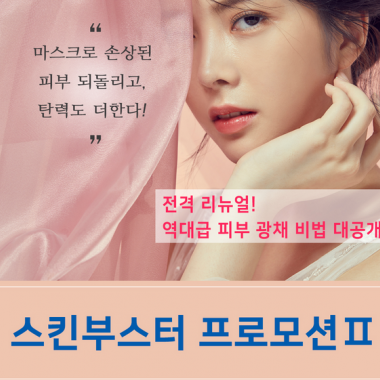 “
마스크로 손상된
피부 되돌리고,
탄력도 더한다!
”
전격 리뉴얼!
역대급 피부 광채 비법 대공개
스킨부스터 프로모션Ⅱ